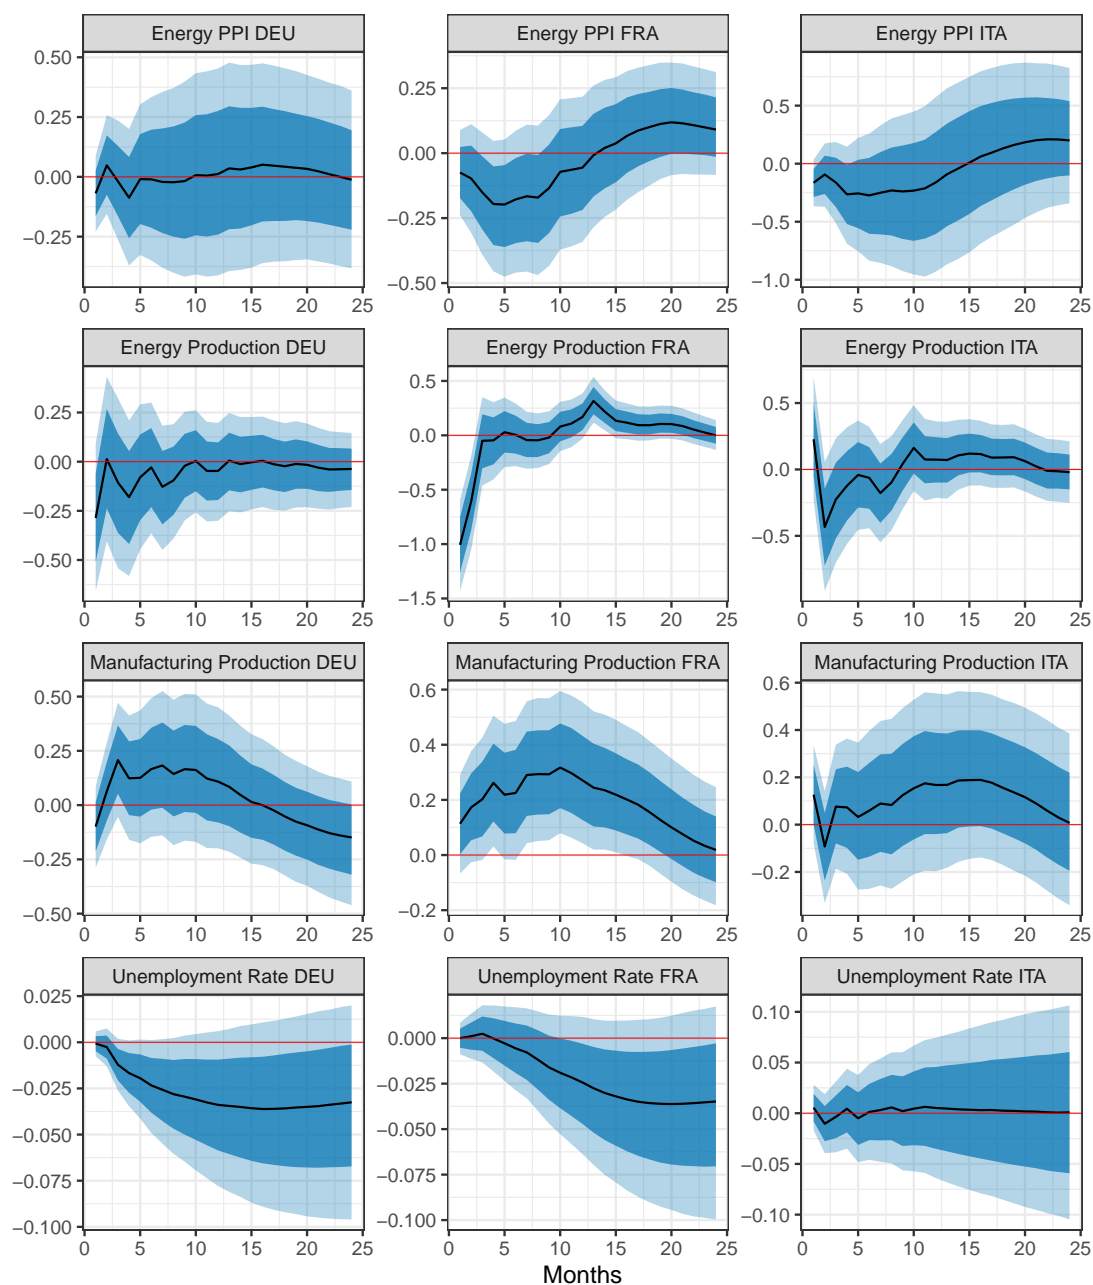 Energy PPI DEU
0.50
0.25
0.00
−0.25
0 5 10 15 20 25
Energy PPI FRA
0.25
0.00
−0.25
−0.50
0 5 10 15 20 25
Energy PPI ITA
0.5
0.0
−0.5
−1.0
0 5 10 15 20 25
Energy Production DEU
0.25
0.00
−0.25
−0.50
0 5 10 15 20 25
Energy Production FRA
0.5
0.0
−0.5
−1.0
−1.5
0 5 10 15 20 25
Energy Production ITA
0.5
0.0
−0.5
0 5 10 15 20 25
Manufacturing Production DEU
0.50
0.25
0.00
−0.25
−0.50
0 5 10 15 20 25
Manufacturing Production FRA
0.6
0.4
0.2
0.0
−0.2
0 5 10 15 20 25
Manufacturing Production ITA
0.6
0.4
0.2
0.0
−0.2
0 5 10 15 20 25
Unemployment Rate DEU
0.025
0.000
−0.025
−0.050
−0.075
−0.100
0 5 10 15 20 25
Unemployment Rate FRA
0.000
−0.025
−0.050
−0.075
−0.100
0 5 10 15 20 25
Unemployment Rate ITA
0.10
0.05
0.00
−0.05
−0.10
0 5 10 15 20 25
Months